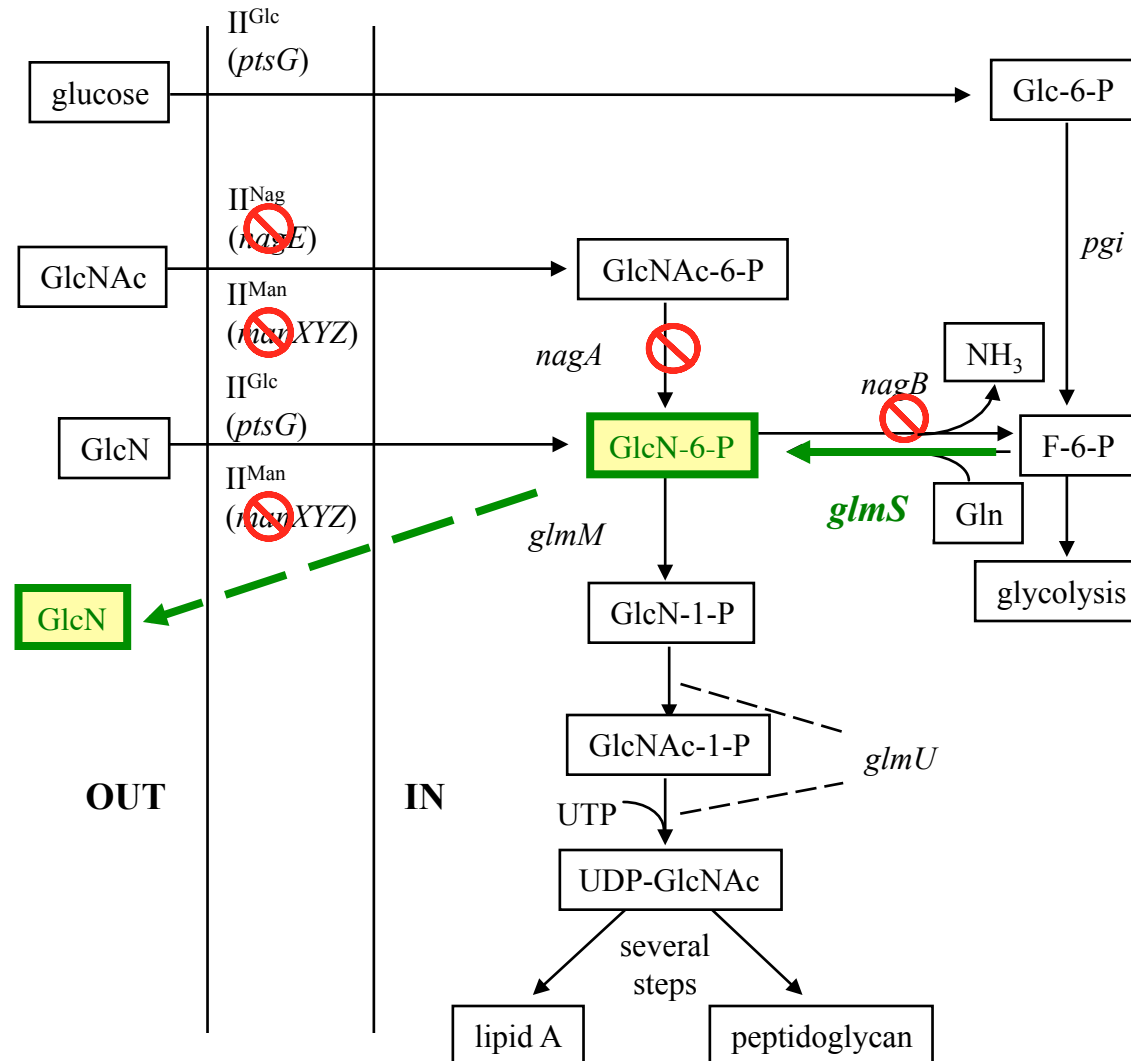 II^Glc
(ptsG)
glucose
Glc-6-P
II^Nag
(nagE)
GlcNAc
GlcNAc-6-P
pgi
II^Man
(manXYZ)
nagA
NH₃
II^Glc
(ptsG)
nagB
GlcN
GlcN-6-P
F-6-P
II^Man
(manXYZ)
glmS
Gln
glmM
GlcN
GlcN-1-P
glycolysis
GlcNAc-1-P
glmU
OUT
IN
UTP
UDP-GlcNAc
several
steps
lipid A
peptidoglycan